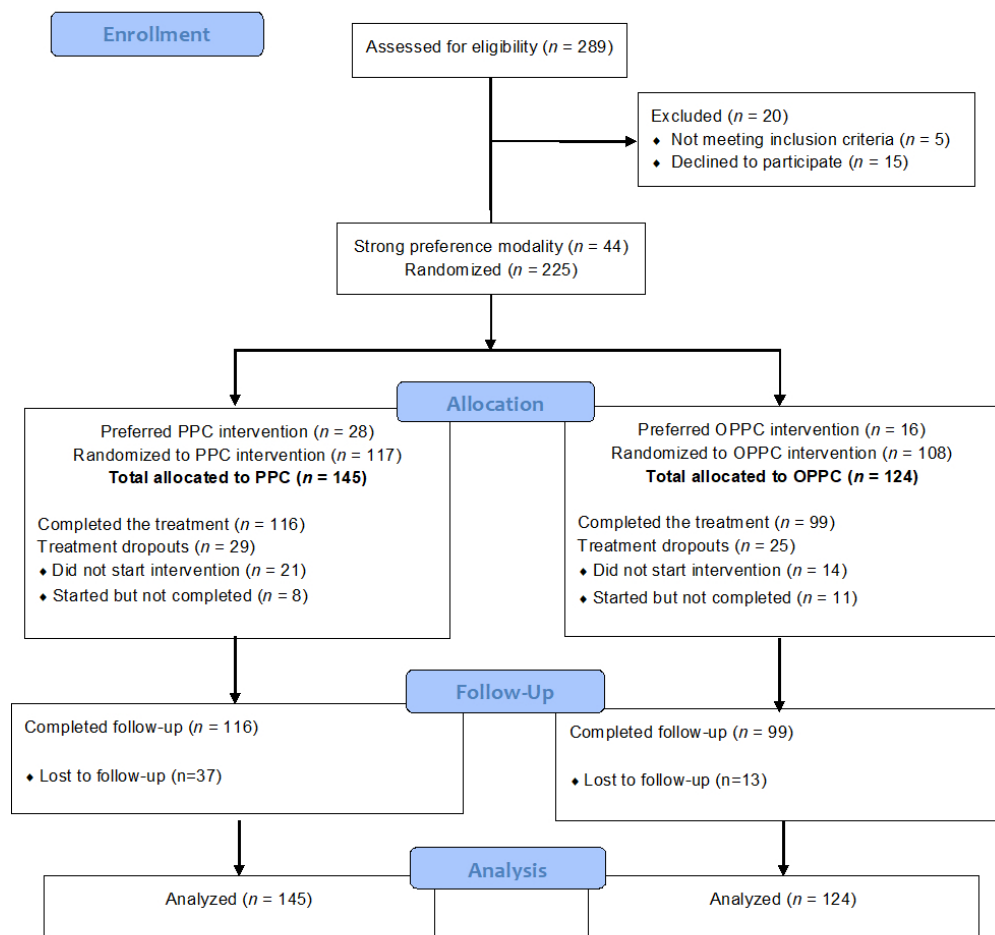 Enrollment
Assessed for eligibility (n = 289)
Excluded (n = 20)
♦ Not meeting inclusion criteria (n = 5)
♦ Declined to participate (n = 15)
Strong preference modality (n = 44)
Randomized (n = 225)
Allocation
Preferred PPC intervention (n = 28)
Randomized to PPC intervention (n = 117)
Total allocated to PPC (n = 145)
Completed the treatment (n = 116)
Treatment dropouts (n = 29)
♦ Did not start intervention (n = 21)
♦ Started but not completed (n = 8)
Preferred OPPC intervention (n = 16)
Randomized to OPPC intervention (n = 108)
Total allocated to OPPC (n = 124)
Completed the treatment (n = 99)
Treatment dropouts (n = 25)
♦ Did not start intervention (n = 14)
♦ Started but not completed (n = 11)
Follow-Up
Completed follow-up (n = 116)
♦ Lost to follow-up (n=37)
Completed follow-up (n = 99)
♦ Lost to follow-up (n=13)
Analysis
Analyzed (n = 145)
Analyzed (n = 124)